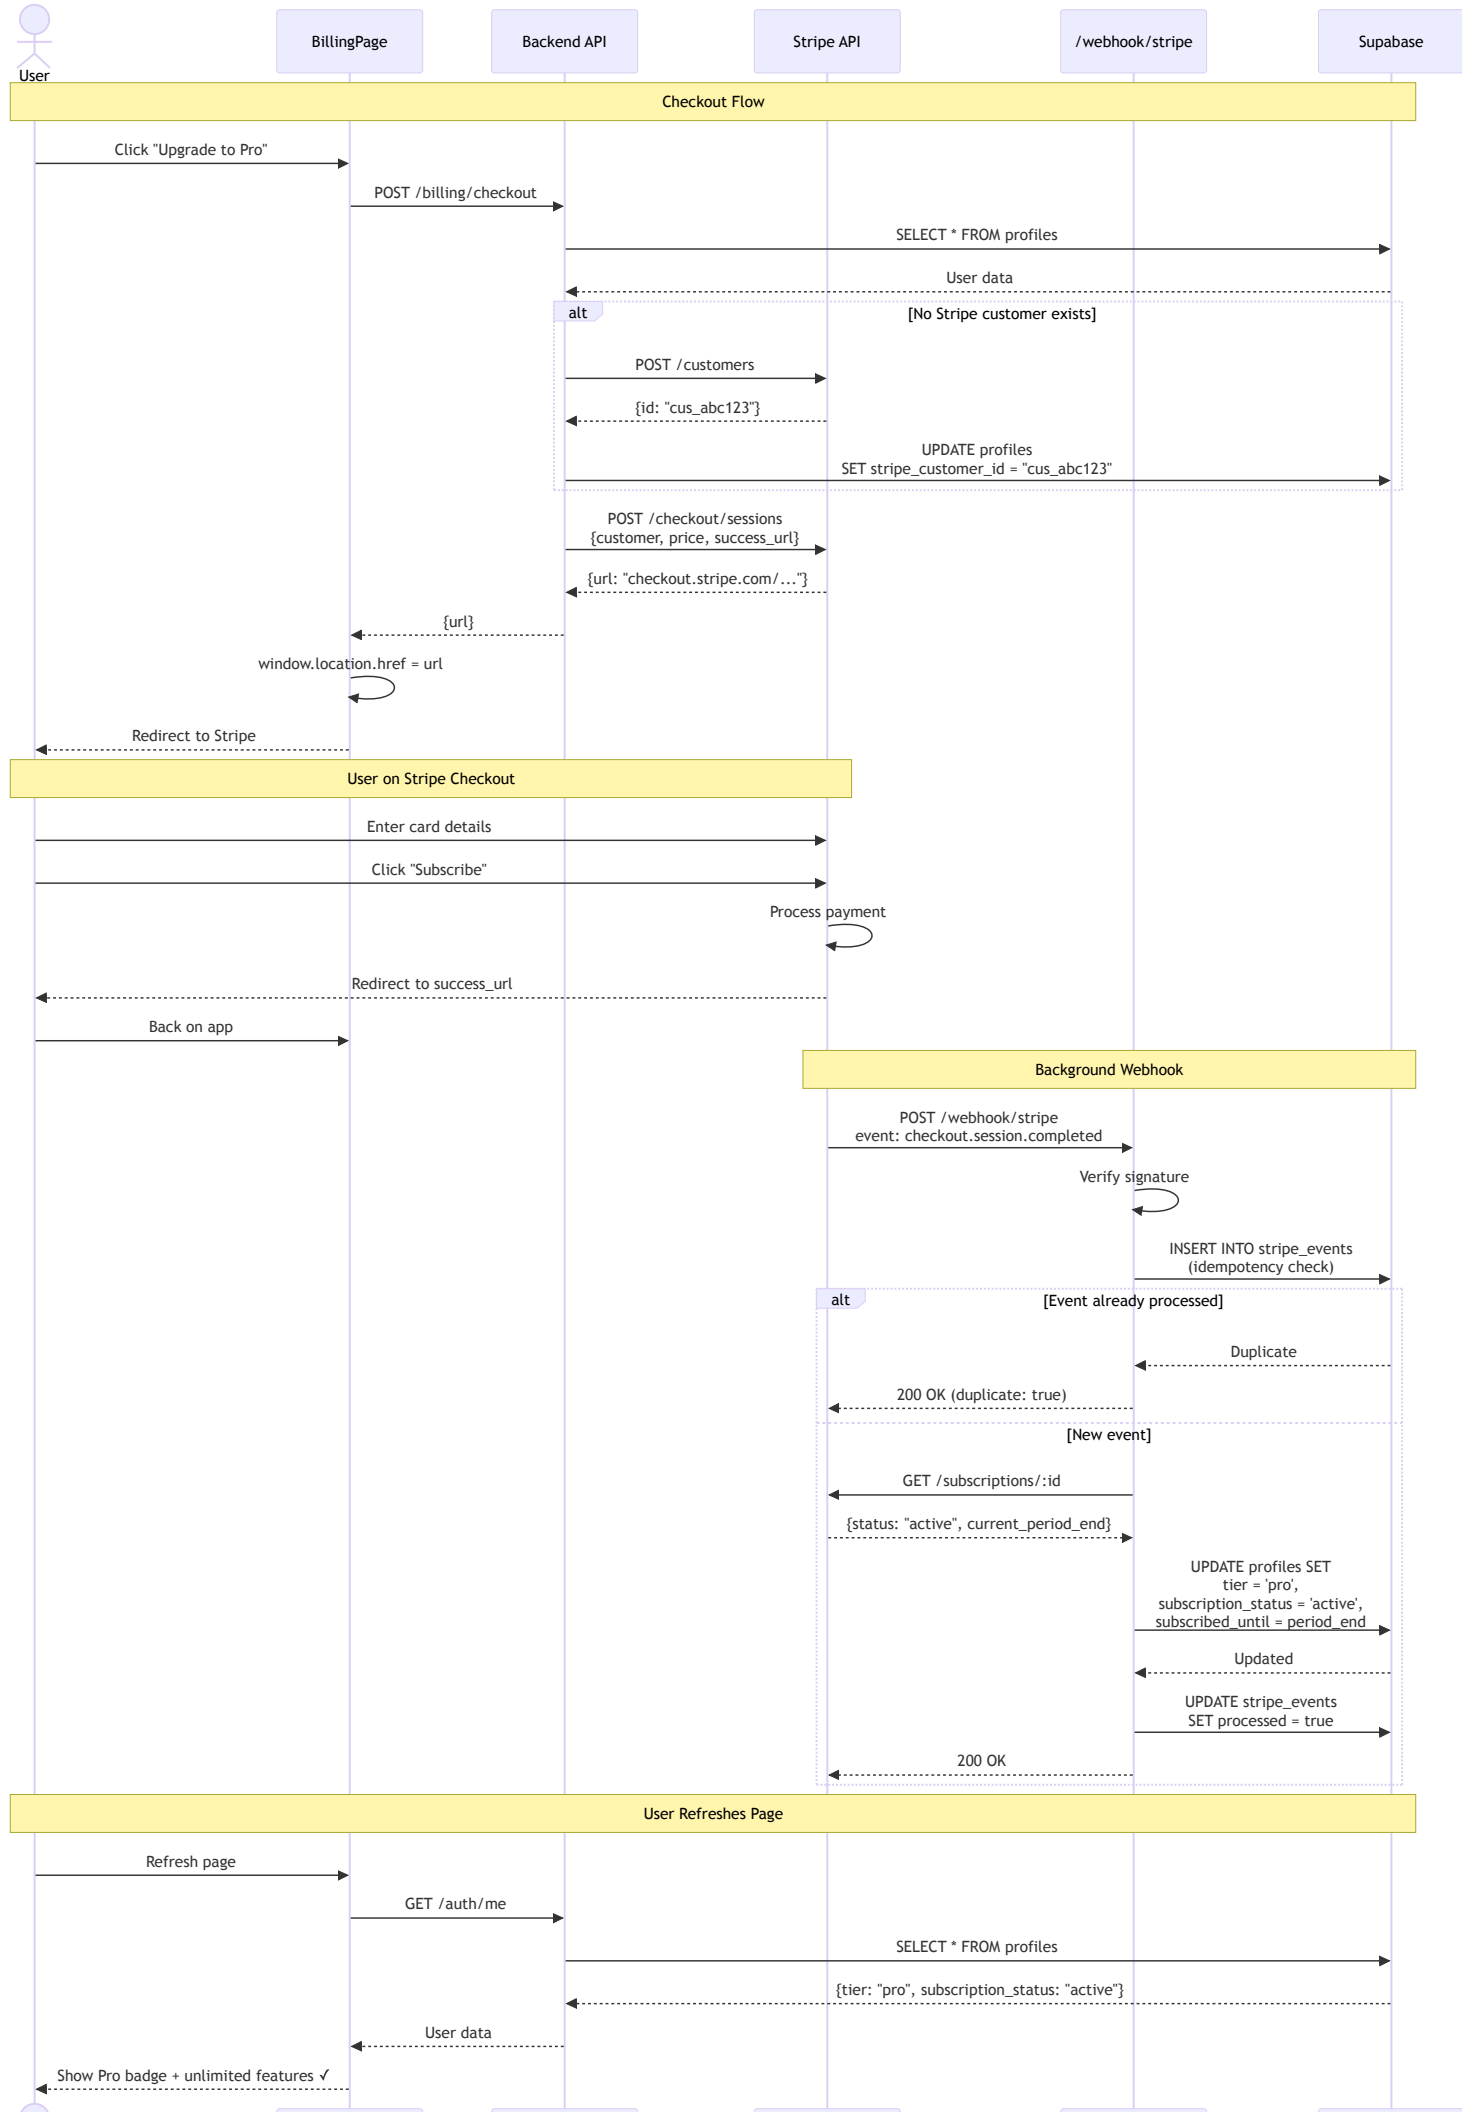 User
BillingPage
Backend API
Stripe API
/webhook/stripe
Supabase
Checkout Flow
Click "Upgrade to Pro"
POST /billing/checkout
SELECT * FROM profiles
User data
alt
[No Stripe customer exists]
POST /customers
{id: "cus_abc123"}
UPDATE profiles
SET stripe_customer_id = "cus_abc123"
POST /checkout/sessions
{customer, price, success_url}
{url: "checkout.stripe.com/..."}
{url}
window.location.href = url
Redirect to Stripe
User on Stripe Checkout
Enter card details
Click "Subscribe"
Process payment
Redirect to success_url
Back on app
Background Webhook
POST /webhook/stripe
event: checkout.session.completed
Verify signature
INSERT INTO stripe_events
(idempotency check)
alt
[Event already processed]
Duplicate
200 OK (duplicate: true)
[New event]
GET /subscriptions/:id
{status: "active", current_period_end}
UPDATE profiles SET
tier = 'pro',
subscription_status = 'active',
subscribed_until = period_end
Updated
UPDATE stripe_events
SET processed = true
200 OK
User Refreshes Page
Refresh page
GET /auth/me
SELECT * FROM profiles
{tier: "pro", subscription_status: "active"}
User data
Show Pro badge + unlimited features ✓